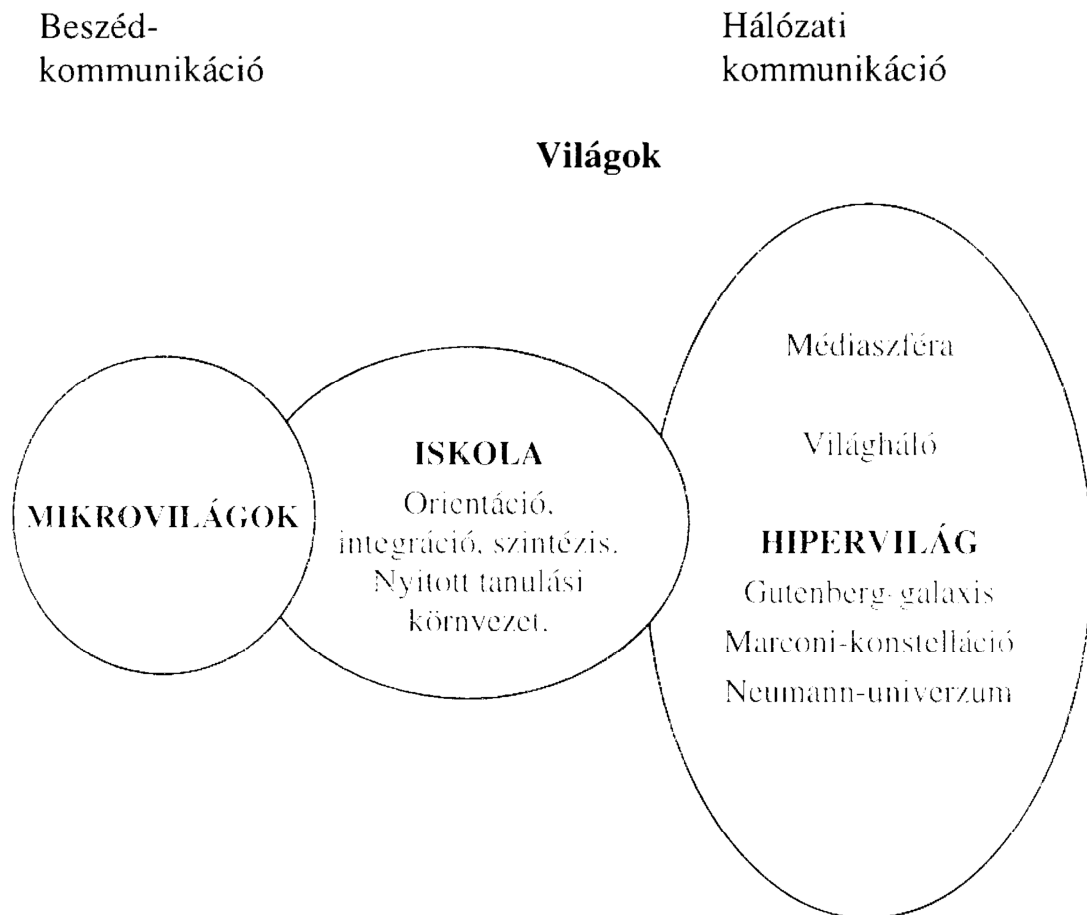 Beszéd-
kommunikáció
Hálózati
kommunikáció
Világok
MIKROVILÁGOK
ISKOLA
Orientáció,
integráció, szintézis.
Nyitott tanulási
környezet.
Médiaszféra
Világháló
HIPERVILÁG
Gutenberg-galaxis
Marconi-konstelláció
Neumann-univerzum